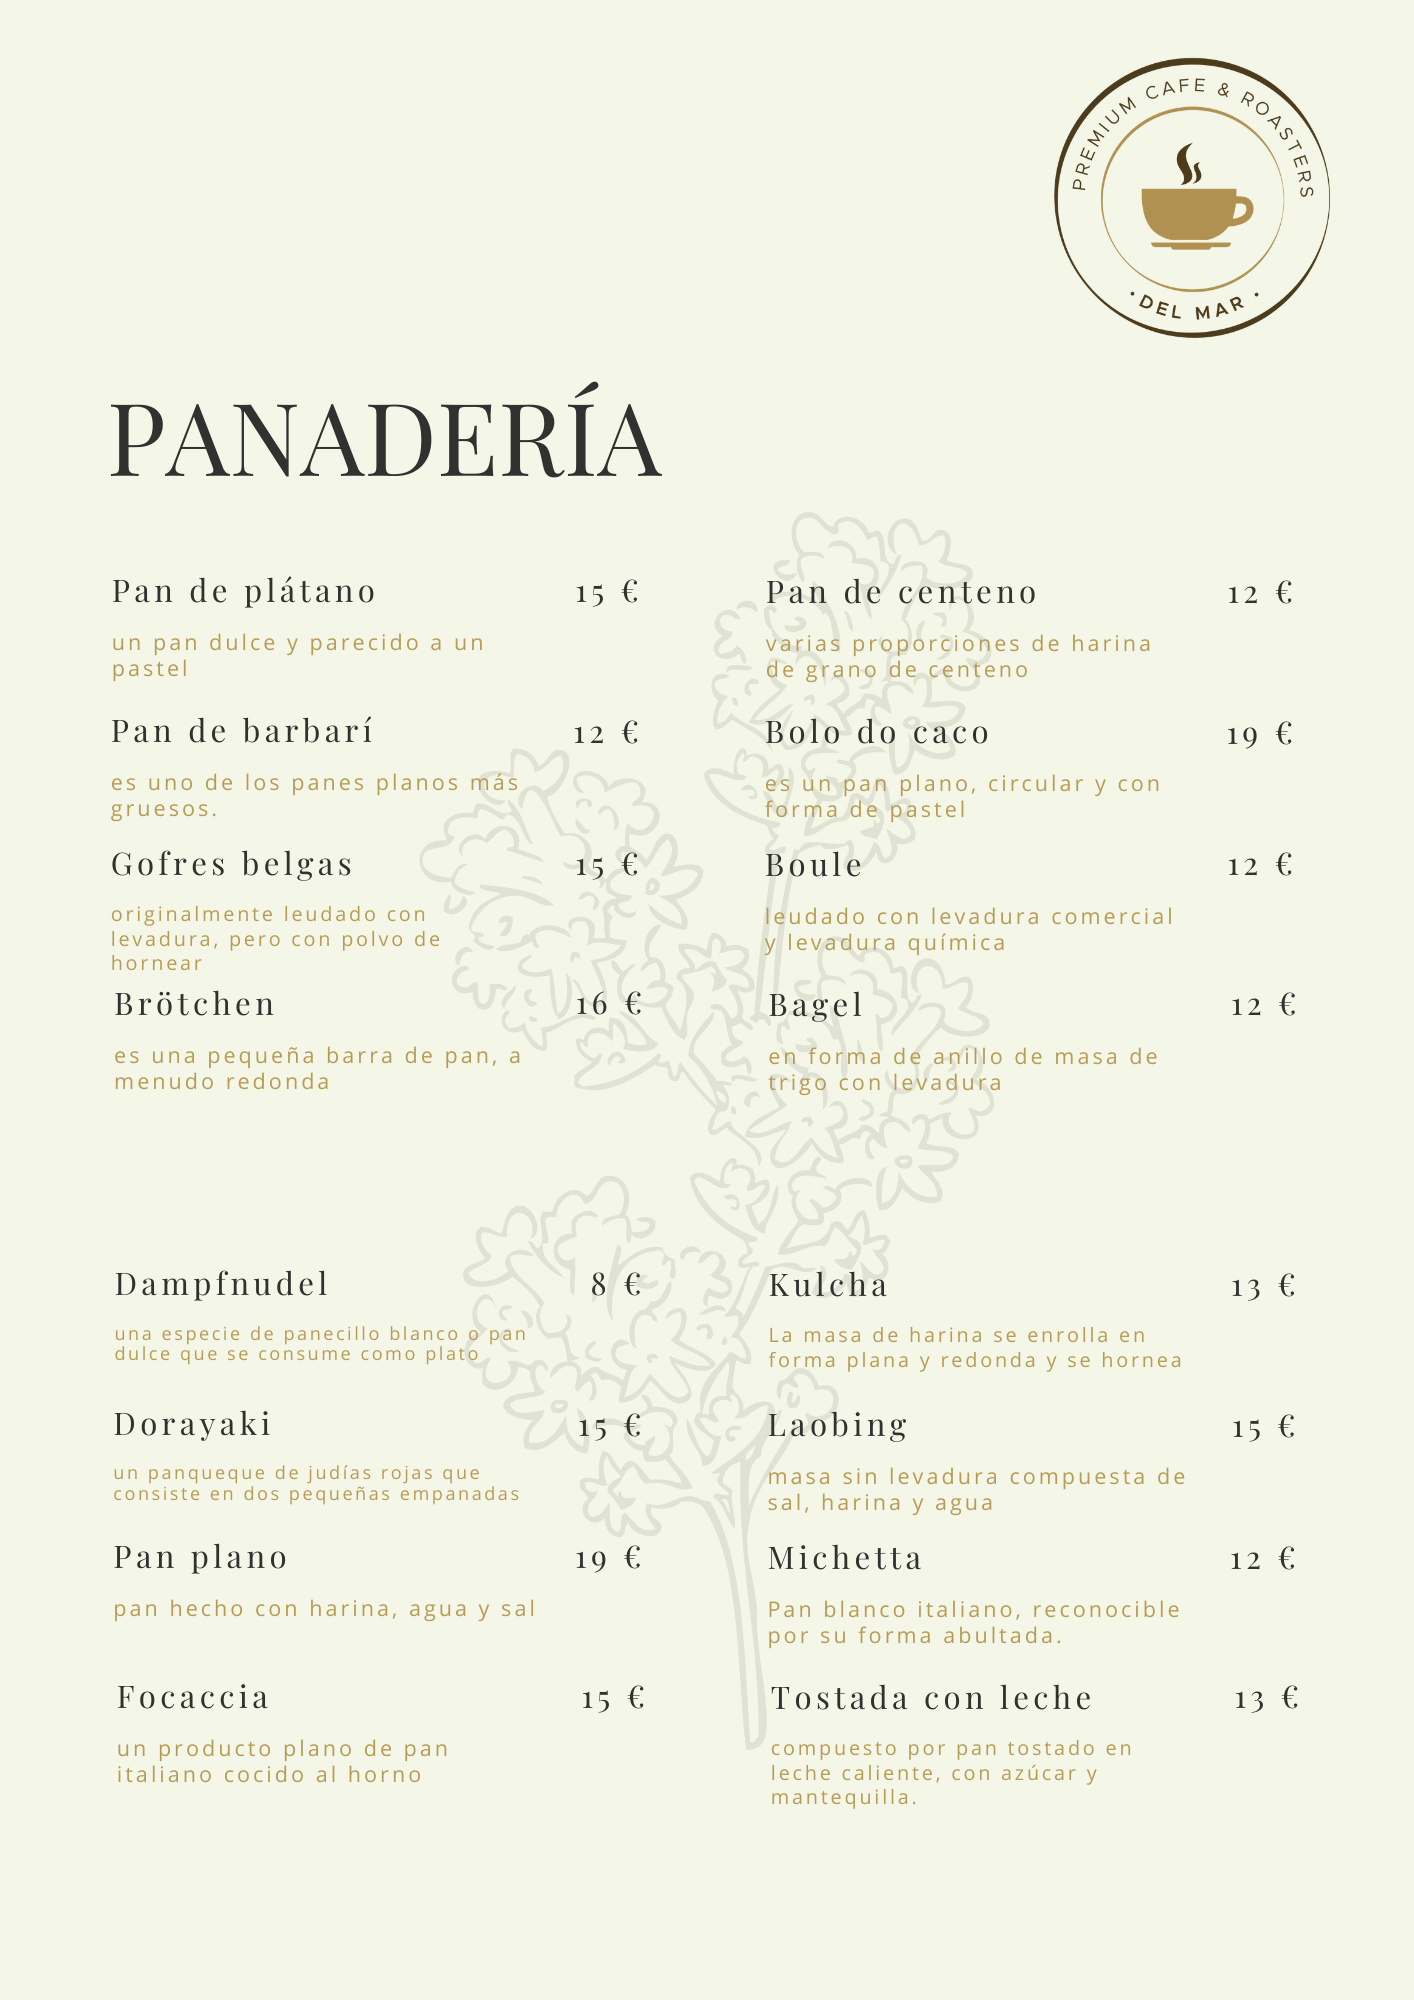 PREMIUM CAFE & ROASTERS
· DEL MAR ·
PANADERÍA
Pan de plátano 15 €
un pan dulce y parecido a un
pastel
Pan de barbarí 12 €
es uno de los panes planos más
gruesos.
Gofres belgas 15 €
originalmente leudado con
levadura, pero con polvo de
hornear
Brötchen 16 €
es una pequeña barra de pan, a
menudo redonda
Dampfnudel 8 €
una especie de panecillo blanco o pan
dulce que se consume como plato
Dorayaki 15 €
un panqueque de judías rojas que
consiste en dos pequeñas empanadas
Pan plano 19 €
pan hecho con harina, agua y sal
Focaccia 15 €
un producto plano de pan
italiano cocido al horno
Pan de centeno 12 €
varias proporciones de harina
de grano de centeno
Bolo do caco 19 €
es un pan plano, circular y con
forma de pastel
Boule 12 €
leudado con levadura comercial
y levadura química
Bagel 12 €
en forma de anillo de masa de
trigo con levadura
Kulcha 13 €
La masa de harina se enrolla en
forma plana y redonda y se hornea
Laobing 15 €
masa sin levadura compuesta de
sal, harina y agua
Michetta 12 €
Pan blanco italiano, reconocible
por su forma abultada.
Tostada con leche 13 €
compuesto por pan tostado en
leche caliente, con azúcar y
mantequilla.